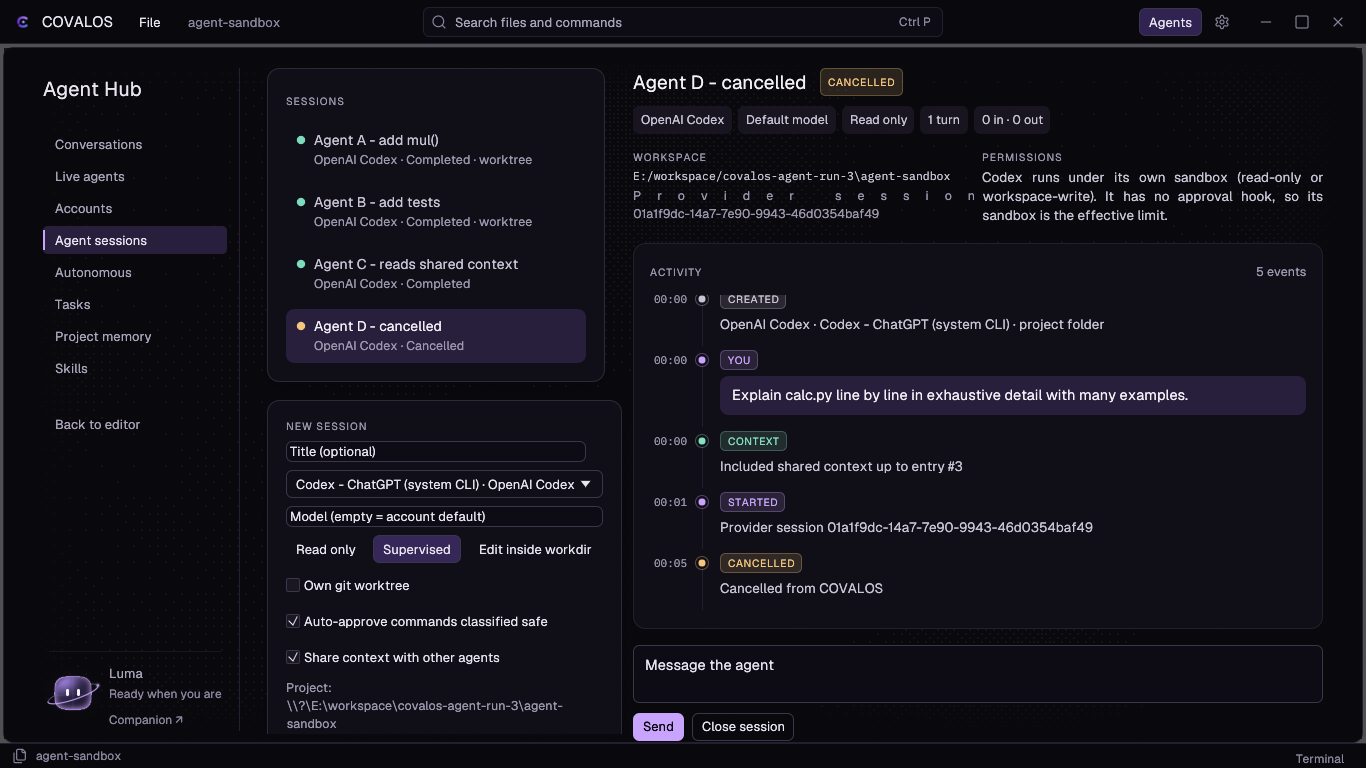 COVALOS File agent-sandbox Search files and commands Ctrl P Agents
Agent Hub
Conversations
Live agents
Accounts
Agent sessions
Autonomous
Tasks
Project memory
Skills
Back to editor
Luma
Ready when you are
Companion ↗
SESSIONS
Agent A - add mul()
OpenAI Codex · Completed · worktree
Agent B - add tests
OpenAI Codex · Completed · worktree
Agent C - reads shared context
OpenAI Codex · Completed
Agent D - cancelled
OpenAI Codex · Cancelled
NEW SESSION
Title (optional)
Codex - ChatGPT (system CLI) · OpenAI Codex
Model (empty = account default)
Read only Supervised Edit inside workdir
Own git worktree
Auto-approve commands classified safe
Share context with other agents
Project:
\\?\E:\workspace\covalos-agent-run-3\agent-
sandbox
Agent D - cancelled CANCELLED
OpenAI Codex Default model Read only 1 turn 0 in · 0 out
WORKSPACE
E:/workspace/covalos-agent-run-3\agent-sandbox
Provider session
01a1f9dc-14a7-7e90-9943-46d0354baf49
PERMISSIONS
Codex runs under its own sandbox (read-only or
workspace-write). It has no approval hook, so its
sandbox is the effective limit.
ACTIVITY 5 events
00:00 CREATED
OpenAI Codex · Codex - ChatGPT (system CLI) · project folder
00:00 YOU
Explain calc.py line by line in exhaustive detail with many examples.
00:00 CONTEXT
Included shared context up to entry #3
00:01 STARTED
Provider session 01a1f9dc-14a7-7e90-9943-46d0354baf49
00:05 CANCELLED
Cancelled from COVALOS
Message the agent
Send Close session
agent-sandbox Terminal